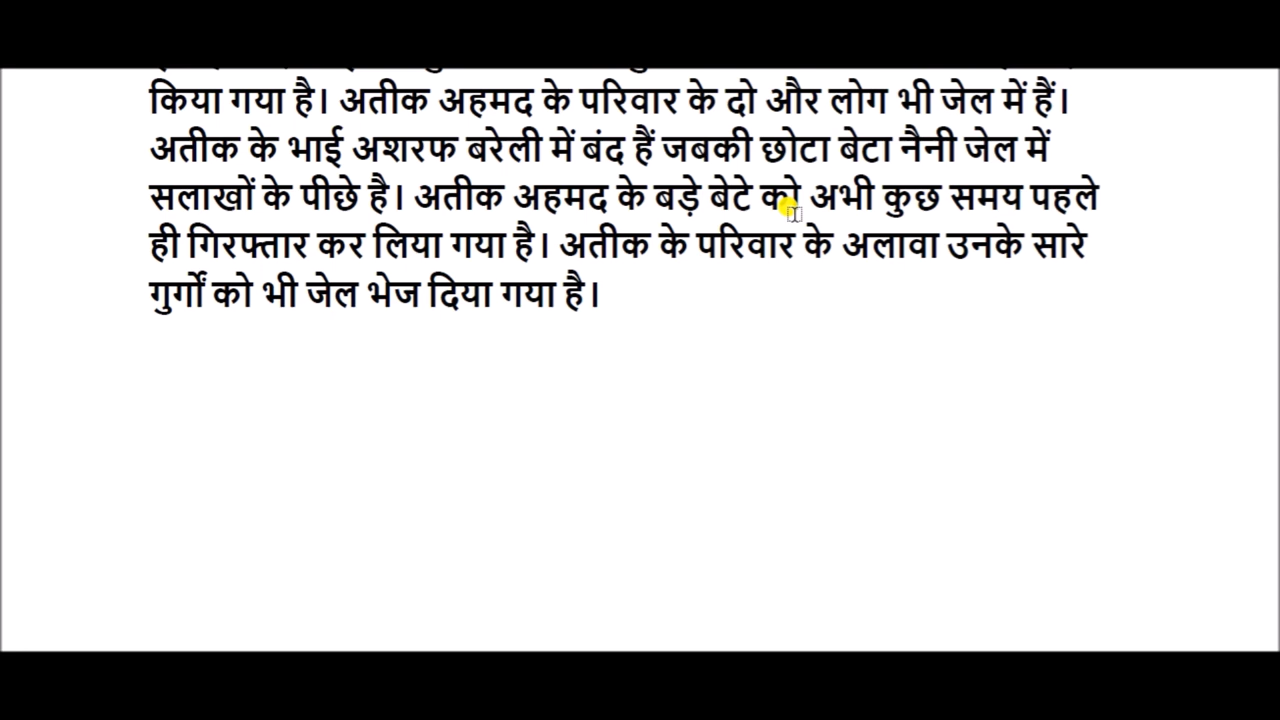 किया गया है। अतीक अहमद के परिवार के दो और लोग भी जेल में हैं।
अतीक के भाई अशरफ बरेली में बंद हैं जबकी छोटा बेटा नैनी जेल में
सलाखों के पीछे है। अतीक अहमद के बड़े बेटे को अभी कुछ समय पहले
ही गिरफ्तार कर लिया गया है। अतीक के परिवार के अलावा उनके सारे
गुर्गों को भी जेल भेज दिया गया है।